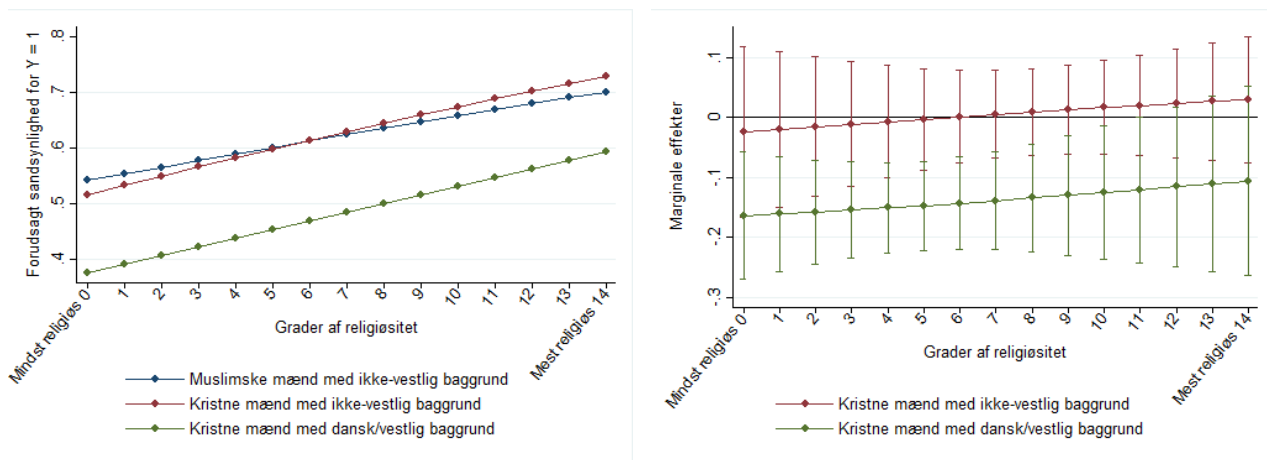 Forudsagt sandsynlighed for Y = 1
.8
.7
.6
.5
.4
Mindst religiøs 0
1
2
3
4
5
6
7
8
9
10
11
12
13
Mest religiøs 14
Grader af religiøsitet
Muslimske mænd med ikke-vestlig baggrund
Kristne mænd med ikke-vestlig baggrund
Kristne mænd med dansk/vestlig baggrund
Marginale effekter
.1
0
-.1
-.2
-.3
Mindst religiøs 0
1
2
3
4
5
6
7
8
9
10
11
12
13
Mest religiøs 14
Grader af religiøsitet
Kristne mænd med ikke-vestlig baggrund
Kristne mænd med dansk/vestlig baggrund